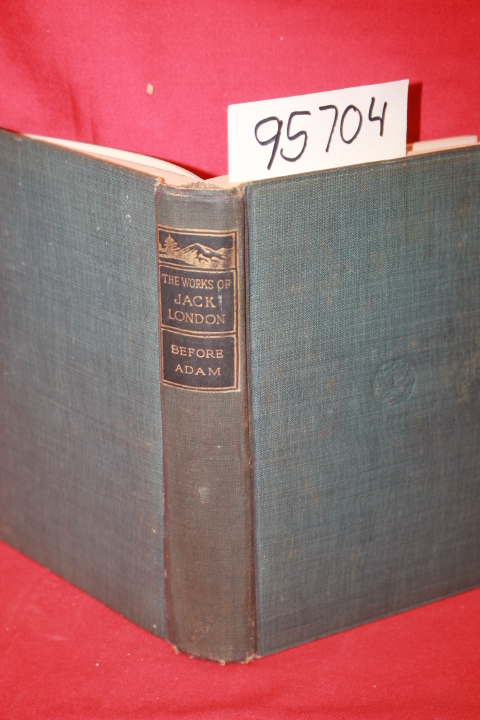 95704
THE WORKS OF
JACK
LONDON
BEFORE
ADAM